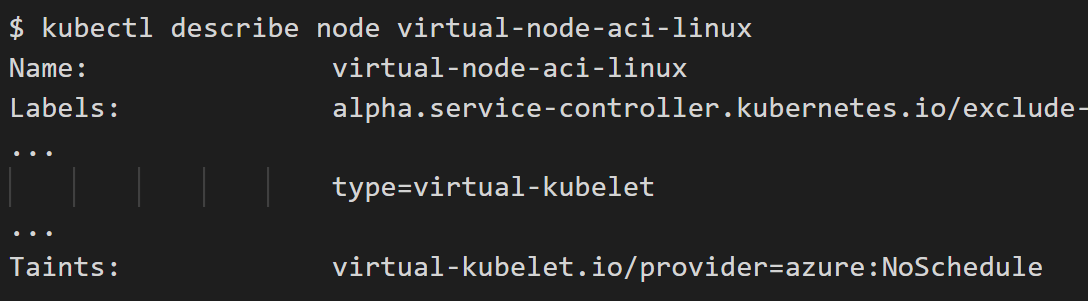 $ kubectl describe node virtual-node-aci-linux
Name:               virtual-node-aci-linux
Labels:             alpha.service-controller.kubernetes.io/exclude-
...
                    type=virtual-kubelet
...
Taints:             virtual-kubelet.io/provider=azure:NoSchedule